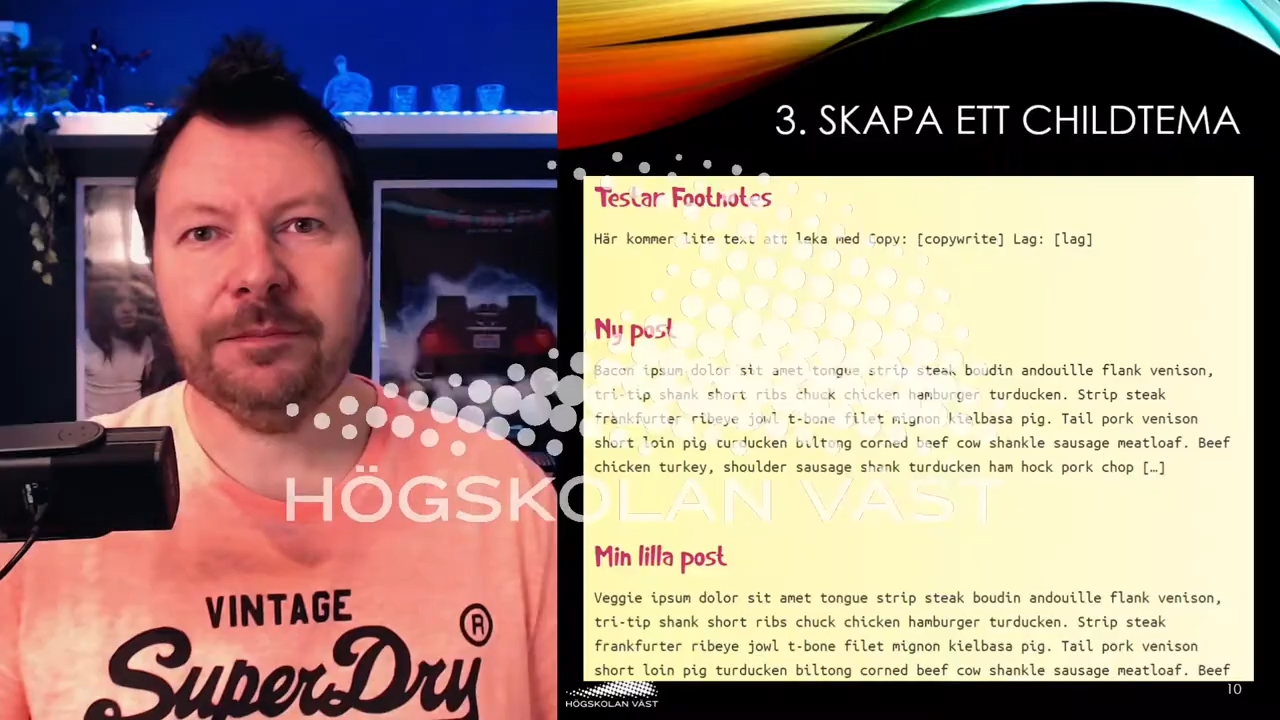 3. SKAPA ETT CHILDTEMA
Testar Footnotes
Här kommer lite text att leka med Copy: [copywrite] Lag: [lag]
Ny post
Bacon ipsum dolor sit amet tongue strip steak boudin andouille flank venison,
tri-tip shank short ribs chuck chicken hamburger turducken. Strip steak
frankfurter ribeye jowl t-bone filet mignon kielbasa pig. Tail pork venison
short loin pig turducken biltong corned beef cow shankle sausage meatloaf. Beef
chicken turkey, shoulder sausage shank turducken ham hock pork chop […]
Min lilla post
Veggie ipsum dolor sit amet tongue strip steak boudin andouille flank venison,
tri-tip shank short ribs chuck chicken hamburger turducken. Strip steak
frankfurter ribeye jowl t-bone filet mignon kielbasa pig. Tail pork venison
short loin pig turducken biltong corned beef cow shankle sausage meatloaf. Beef
10
HÖGSKOLAN VÄST
HÖGSKOLAN VÄST
VINTAGE
SuperDry
®